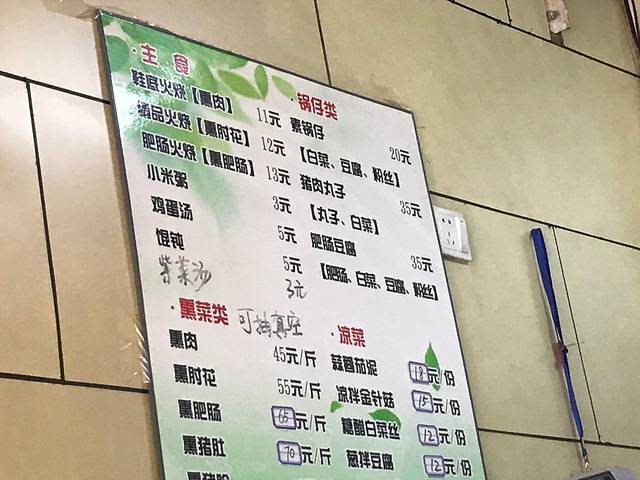 ·主 食
鞋底火烧【熏肉】 11元
精品火烧【熏肘花】 12元
肥肠火烧【熏肥肠】 13元
小米粥 3元
鸡蛋汤 5元
馄饨 5元
紫菜汤 3元
·锅仔类
素锅仔 20元
【白菜、豆腐、粉丝】
猪肉丸子 35元
【丸子、白菜】
肥肠豆腐 35元
【肥肠、白菜、豆腐、粉丝】
·熏菜类 可抽真空
熏肉 45元/斤
熏肘花 55元/斤
熏肥肠 65元/斤
熏猪肚 70元/斤
·凉菜
蒜香茄泥 18元/份
凉拌金针菇 15元/份
糖醋白菜丝 12元/份
葱拌豆腐 12元/份